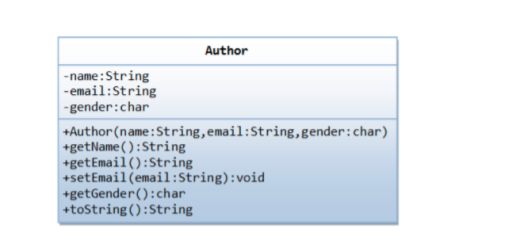 Author
-name:String
-email:String
-gender:char
+Author(name:String,email:String,gender:char)
+getName():String
+getEmail():String
+setEmail(email:String):void
+getGender():char
+toString():String